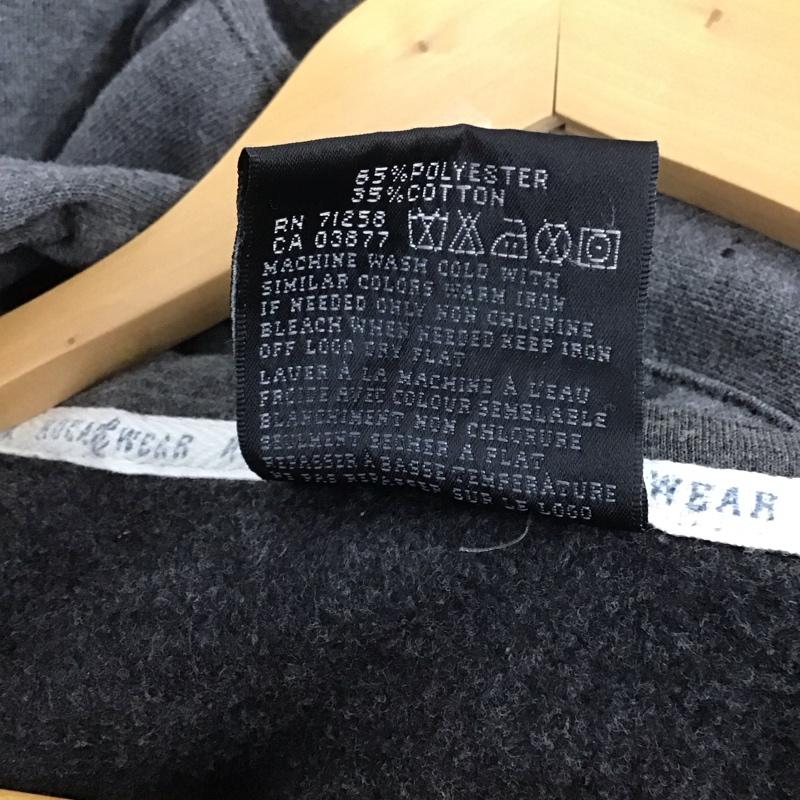 65%POLYESTER
35%COTTON
RN 71258
CA 03877
MACHINE WASH COLD WITH
SIMILAR COLORS WARM IRON
IF NEEDED ONLY NON CHLORINE
BLEACH WHEN NEEDED KEEP IRON
OFF LOGO DRY FLAT
LAVER À LA MACHINE À L'EAU
FROIDE AVEC COLOUR SEMELABLE
BLANCHIMENT NON CHLORURE
SEULMENT SECHER À FLAT
REPASSER À BASSE TEMPERATURE
SUR LE LOGO
WEAR
WEAR